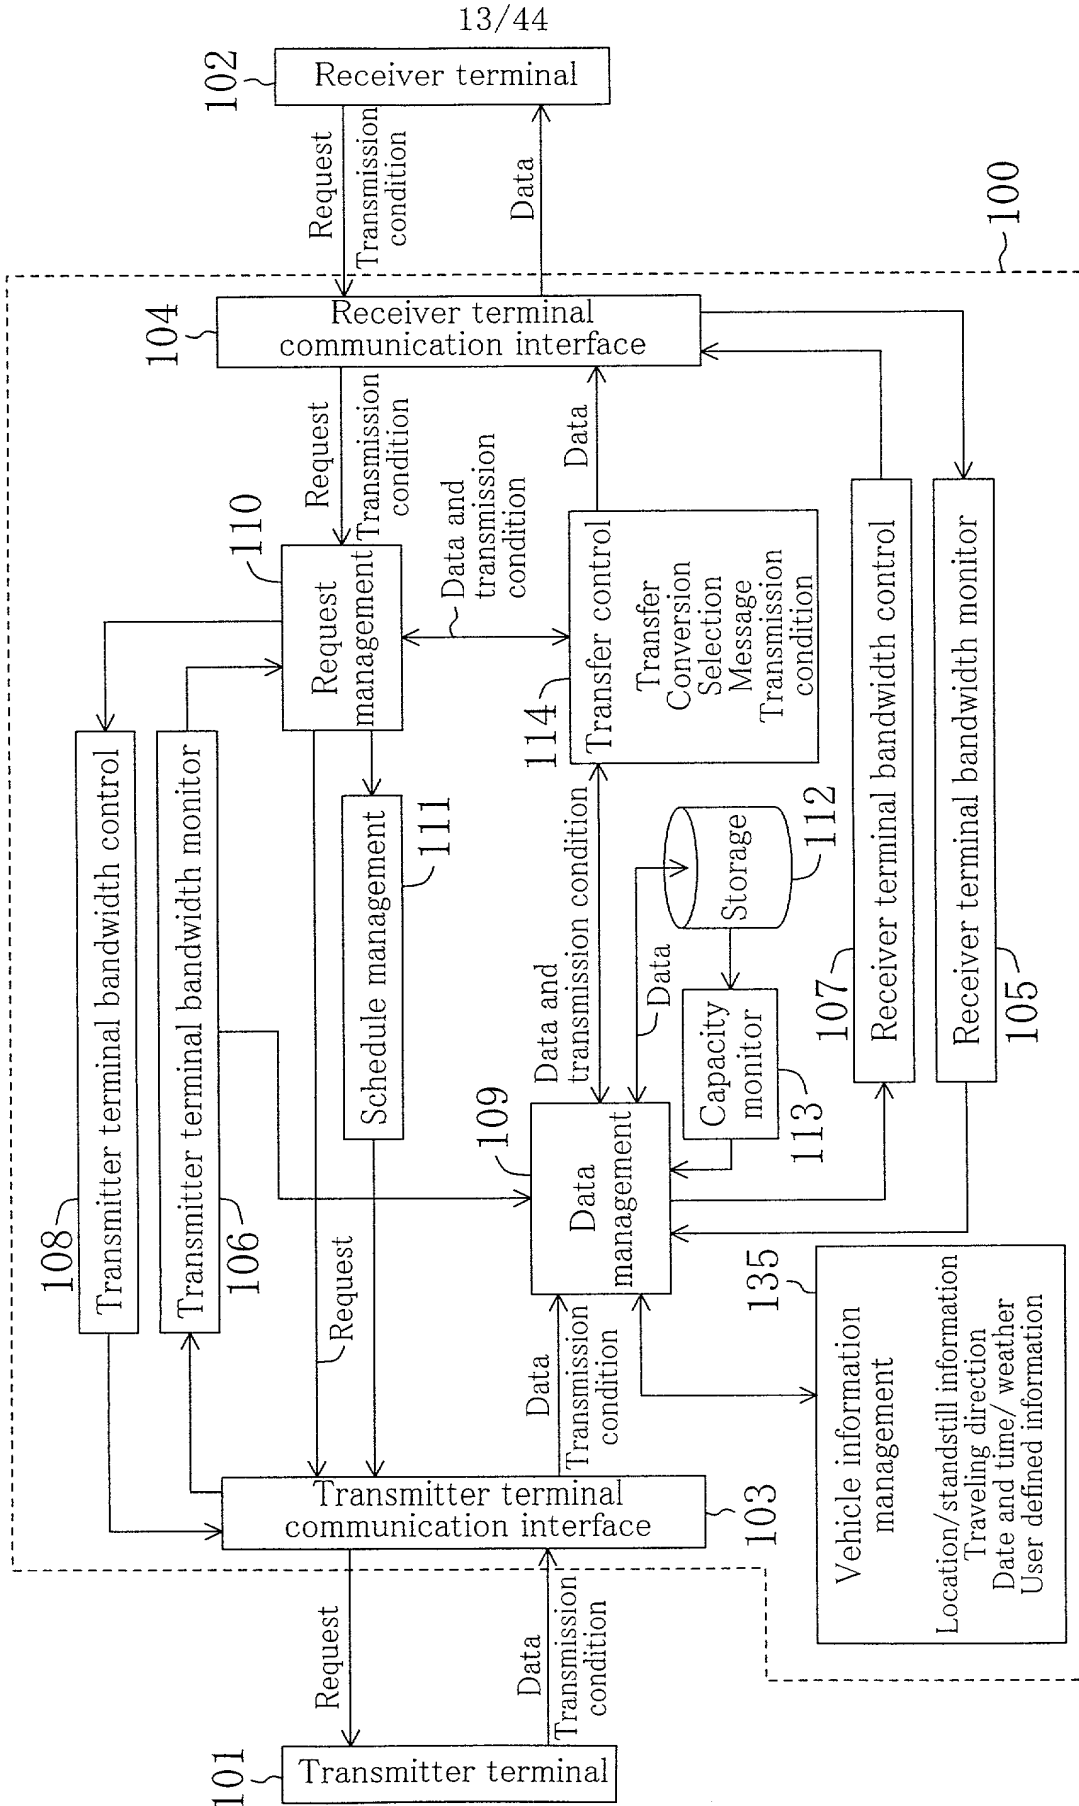 13/44
102
Receiver terminal
Request
Transmission
condition
Data
100
104
Receiver terminal
communication interface
Request
Transmission
condition
Data
110
Request
management
Data and
transmission
condition
114
Transfer control
Transfer
Conversion
Selection
Message
Transmission
condition
108
Transmitter terminal bandwidth control
106
Transmitter terminal bandwidth monitor
Schedule management
111
Request
Data and
transmission condition
Data
Storage
112
Capacity
monitor
113
107
Receiver terminal bandwidth control
Receiver terminal bandwidth monitor
105
109
Data
management
Data
Transmission
condition
135
Vehicle information
management
Location/standstill information
Traveling direction
Date and time/ weather
User defined information
Transmitter terminal
communication interface
103
Request
Data
Transmission
condition
101
Transmitter terminal